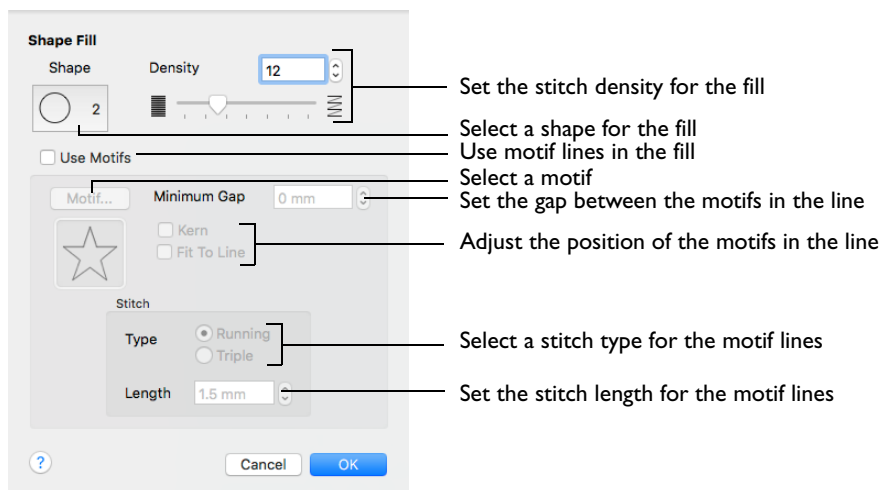 Shape Fill
Shape
Density
12
Set the stitch density for the fill
2
Select a shape for the fill
Use Motifs
Use motif lines in the fill
Select a motif
Motif...
Minimum Gap
0 mm
Set the gap between the motifs in the line
Kern
Fit To Line
Adjust the position of the motifs in the line
Stitch
Type
Running
Triple
Select a stitch type for the motif lines
Length
1.5 mm
Set the stitch length for the motif lines
?
Cancel
OK